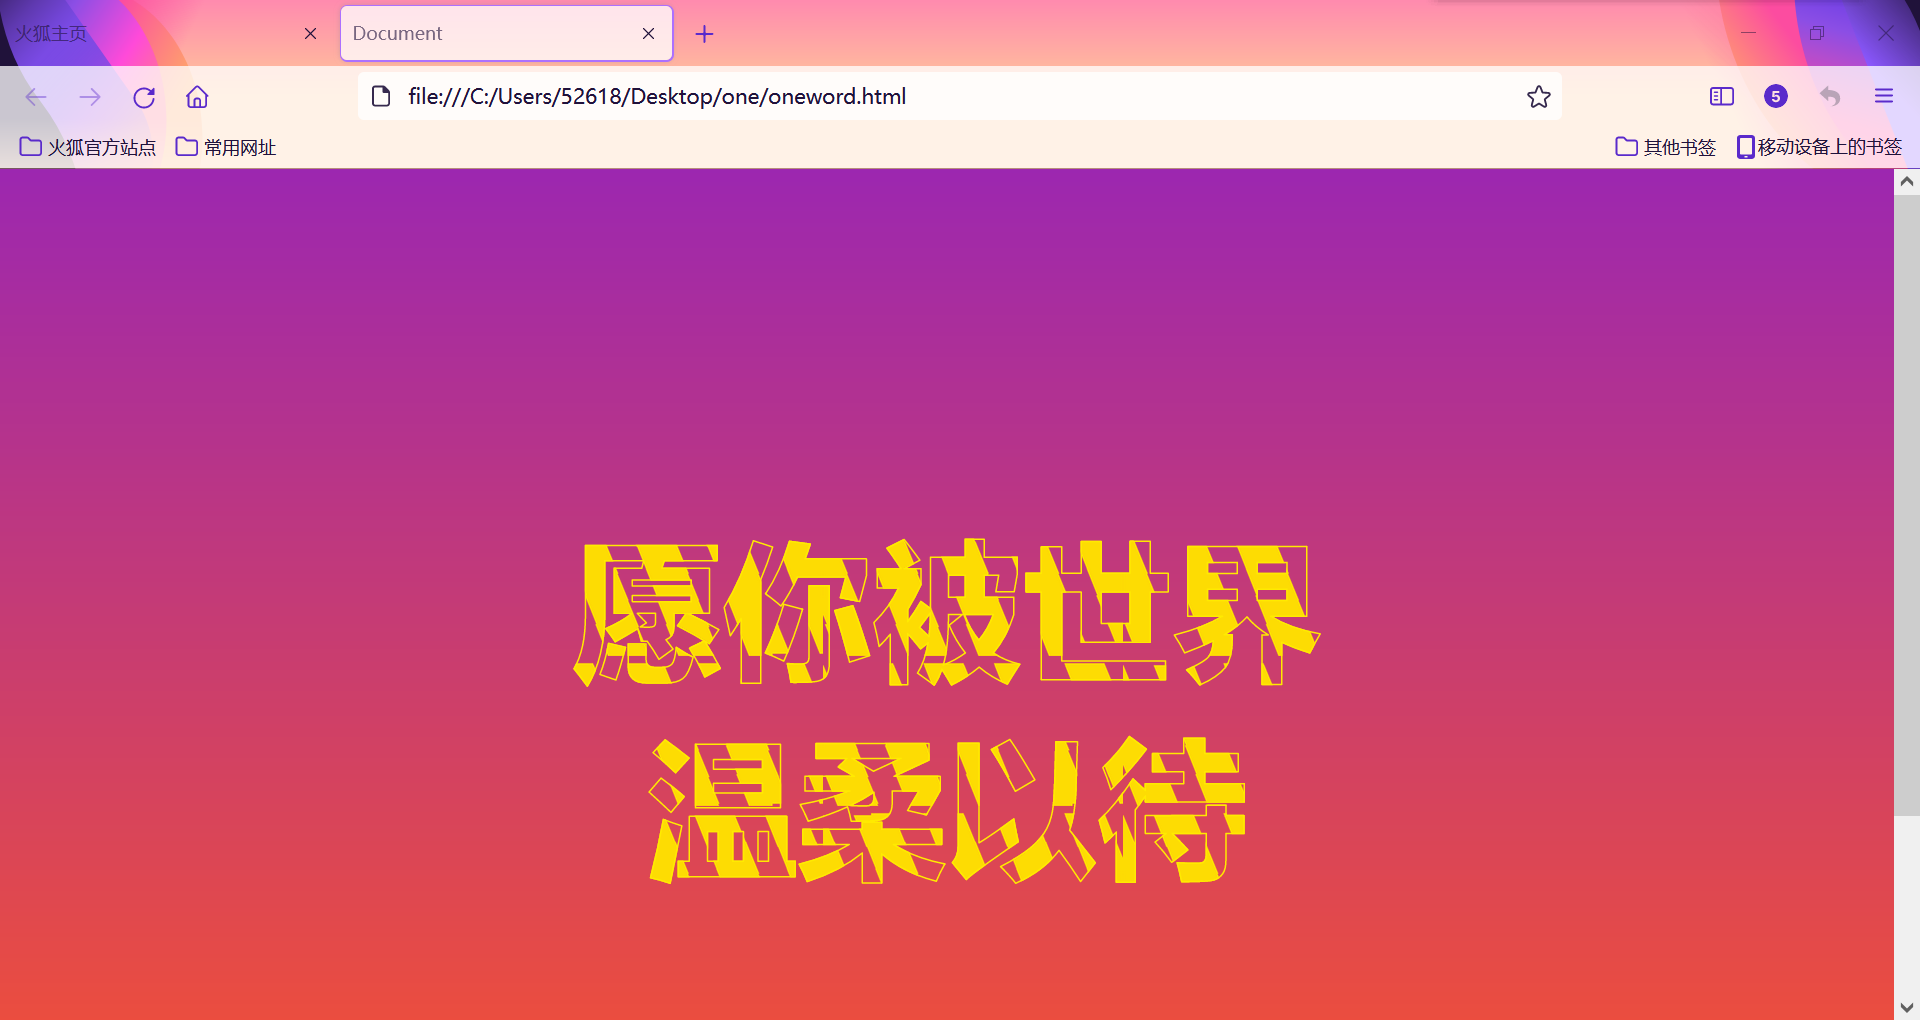 火狐主页
Document
file:///C:/Users/52618/Desktop/one/oneword.html
5
火狐官方站点 常用网址 其他书签 移动设备上的书签
愿你被世界
温柔以待